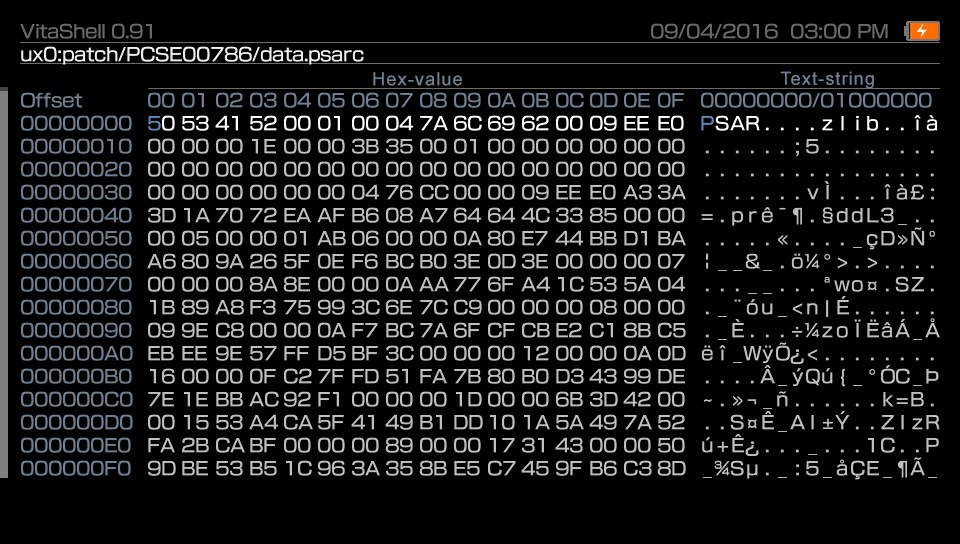 VitaShell 0.91 09/04/2016 03:00 PM
ux0:patch/PCSE00786/data.psarc
Hex-value Text-string
Offset 00 01 02 03 04 05 06 07 08 09 0A 0B 0C 0D 0E 0F 00000000/01000000
00000000 50 53 41 52 00 01 00 04 7A 6C 69 62 00 09 EE E0 PSAR....zlib..îà
00000010 00 00 00 1E 00 00 3B 35 00 01 00 00 00 00 00 00 ......;5........
00000020 00 00 00 00 00 00 00 00 00 00 00 00 00 00 00 00 ................
00000030 00 00 00 00 00 00 04 76 CC 00 00 09 EE E0 A3 3A .......vÌ...îà£:
00000040 3D 1A 70 72 EA AF B6 08 A7 64 64 4C 33 85 00 00 =.prê¯¶.§ddL3_..
00000050 00 05 00 00 01 AB 06 00 00 0A 80 E7 44 BB D1 BA .....«...._çD»Ñº
00000060 A6 80 9A 26 5F 0E F6 BC B0 3E 0D 3E 00 00 00 07 ¦__&_.ö¼°>.>....
00000070 00 00 00 8A 8E 00 00 0A AA 77 6F A4 1C 53 5A 04 ...__...ªwo¤.SZ.
00000080 1B 89 A8 F3 75 99 3C 6E 7C C9 00 00 00 08 00 00 ._¨óu_<n|É......
00000090 09 9E C8 00 00 0A F7 BC 7A 6F CF CB E2 C1 8B C5 ._È...÷¼zoÏËâÁ_Å
000000A0 EB EE 9E 57 FF D5 BF 3C 00 00 00 12 00 00 0A 0D ëî_WÿÕ¿<........
000000B0 16 00 00 0F C2 7F FD 51 FA 7B 80 B0 D3 43 99 DE ....Â_ýQú{_°ÓC_Þ
000000C0 7E 1E BB AC 92 F1 00 00 00 1D 00 00 6B 3D 42 00 ~.»¬_ñ......k=B.
000000D0 00 15 53 A4 CA 5F 41 49 B1 DD 10 1A 5A 49 7A 52 ..S¤Ê_AI±Ý..ZIzR
000000E0 FA 2B CA BF 00 00 00 89 00 00 17 31 43 00 00 50 ú+Ê¿..._...1C..P
000000F0 9D BE 53 B5 1C 96 3A 35 8B E5 C7 45 9F B6 C3 8D _¾Sµ._:5_åÇE_¶Ã_